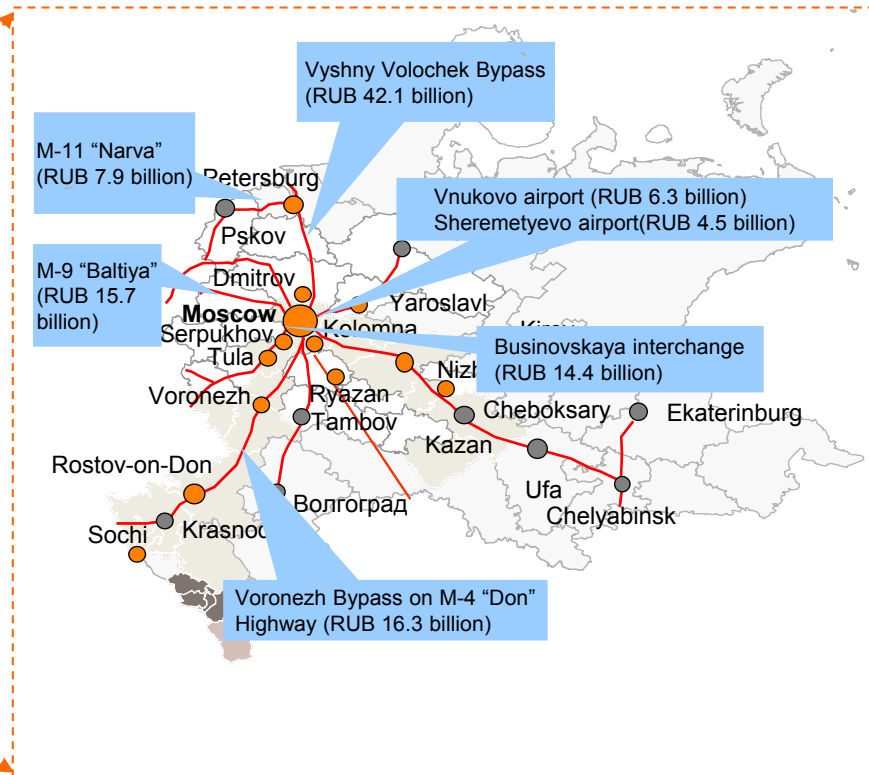 Vyshny Volochek Bypass
(RUB 42.1 billion)
M-11 “Narva”
(RUB 7.9 billion)
Petersburg
Vnukovo airport (RUB 6.3 billion)
Sheremetyevo airport(RUB 4.5 billion)
Pskov
M-9 “Baltiya”
(RUB 15.7
billion)
Dmitrov
Yaroslavl
Moscow
Kolomna
Serpukhov
Tula
Businovskaya interchange
(RUB 14.4 billion)
Voronezh
Ryazan
Tambov
Cheboksary
Ekaterinburg
Kazan
Rostov-on-Don
Ufa
Волгоград
Chelyabinsk
Sochi
Voronezh Bypass on M-4 “Don”
Highway (RUB 16.3 billion)